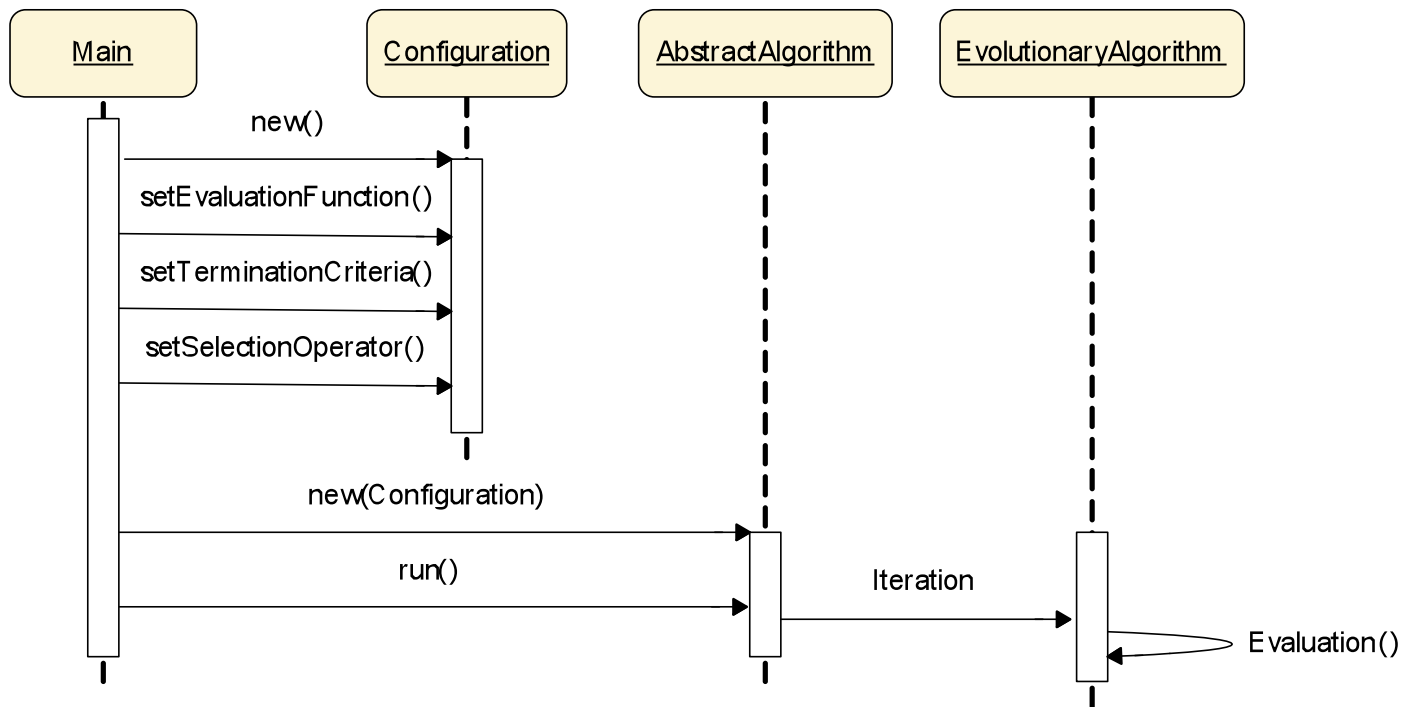 Main
Configuration
AbstractAlgorithm
EvolutionaryAlgorithm
new()
setEvaluationFunction()
setTerminationCriteria()
setSelectionOperator()
new(Configuration)
run()
Iteration
Evaluation()